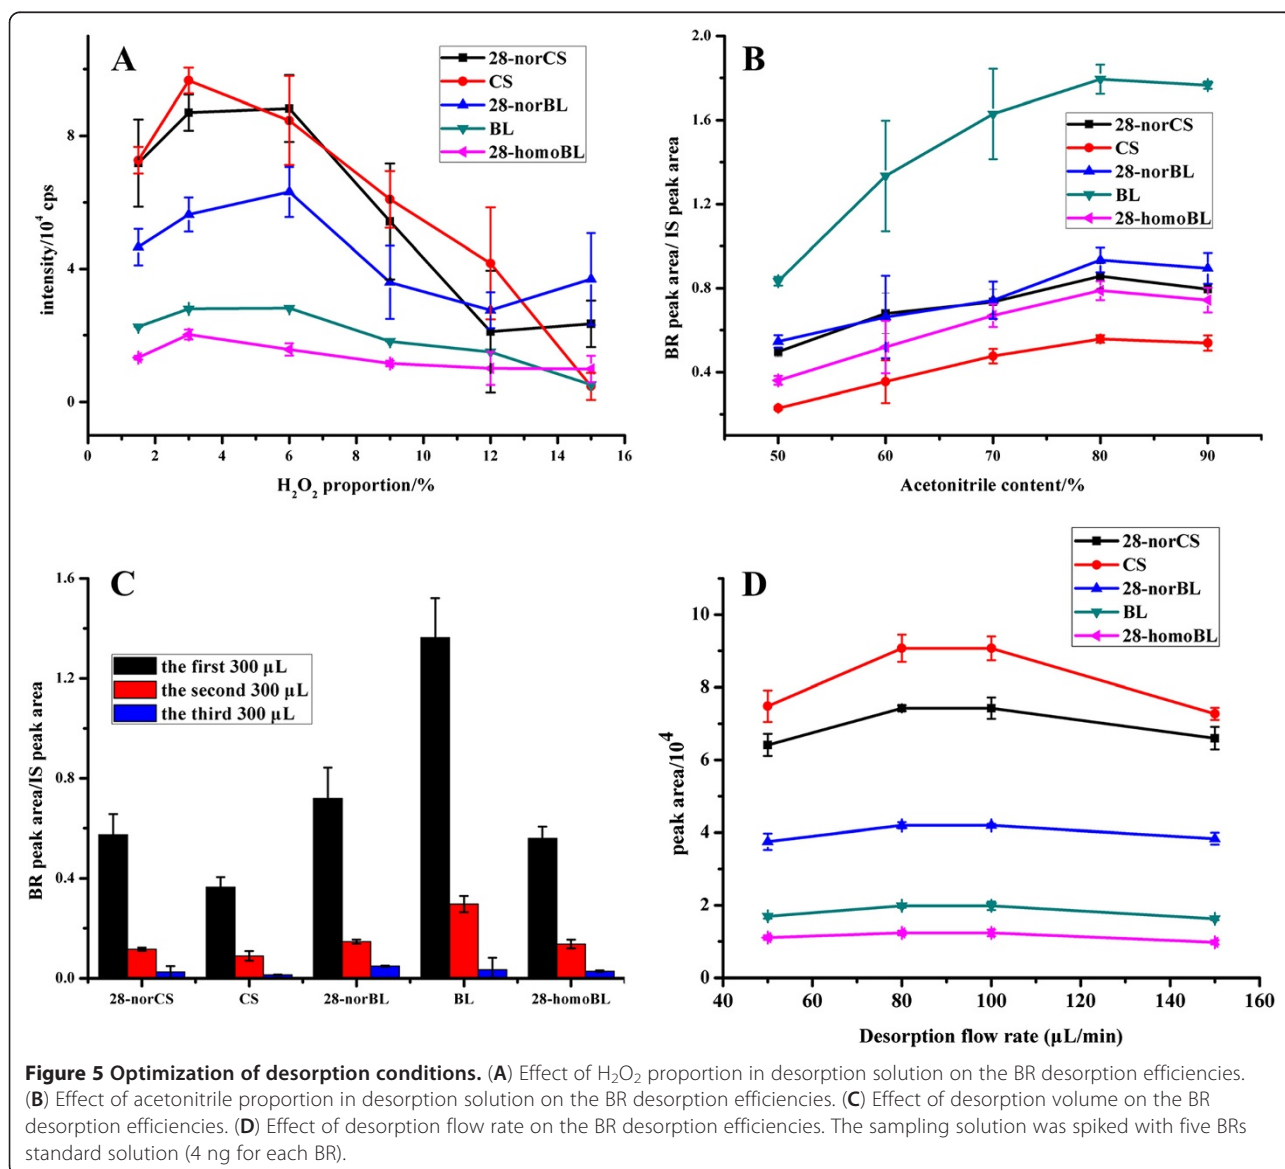 A
28-norCS
CS
28-norBL
BL
28-homoBL
intensity/10⁴ cps
8
4
0
0 2 4 6 8 10 12 14 16
H₂O₂ proportion/%
B
28-norCS
CS
28-norBL
BL
28-homoBL
BR peak area/ IS peak area
2.0
1.6
1.2
0.8
0.4
50 60 70 80 90
Acetonitrile content/%
C
the first 300 µL
the second 300 µL
the third 300 µL
BR peak area/IS peak area
1.6
1.2
0.8
0.4
0.0
28-norCS CS 28-norBL BL 28-homoBL
D
28-norCS
CS
28-norBL
BL
28-homoBL
peak area/10⁴
10
8
6
4
2
0
40 60 80 100 120 140 160
Desorption flow rate (µL/min)
Figure 5 Optimization of desorption conditions. (A) Effect of H₂O₂ proportion in desorption solution on the BR desorption efficiencies.
(B) Effect of acetonitrile proportion in desorption solution on the BR desorption efficiencies. (C) Effect of desorption volume on the BR
desorption efficiencies. (D) Effect of desorption flow rate on the BR desorption efficiencies. The sampling solution was spiked with five BRs
standard solution (4 ng for each BR).